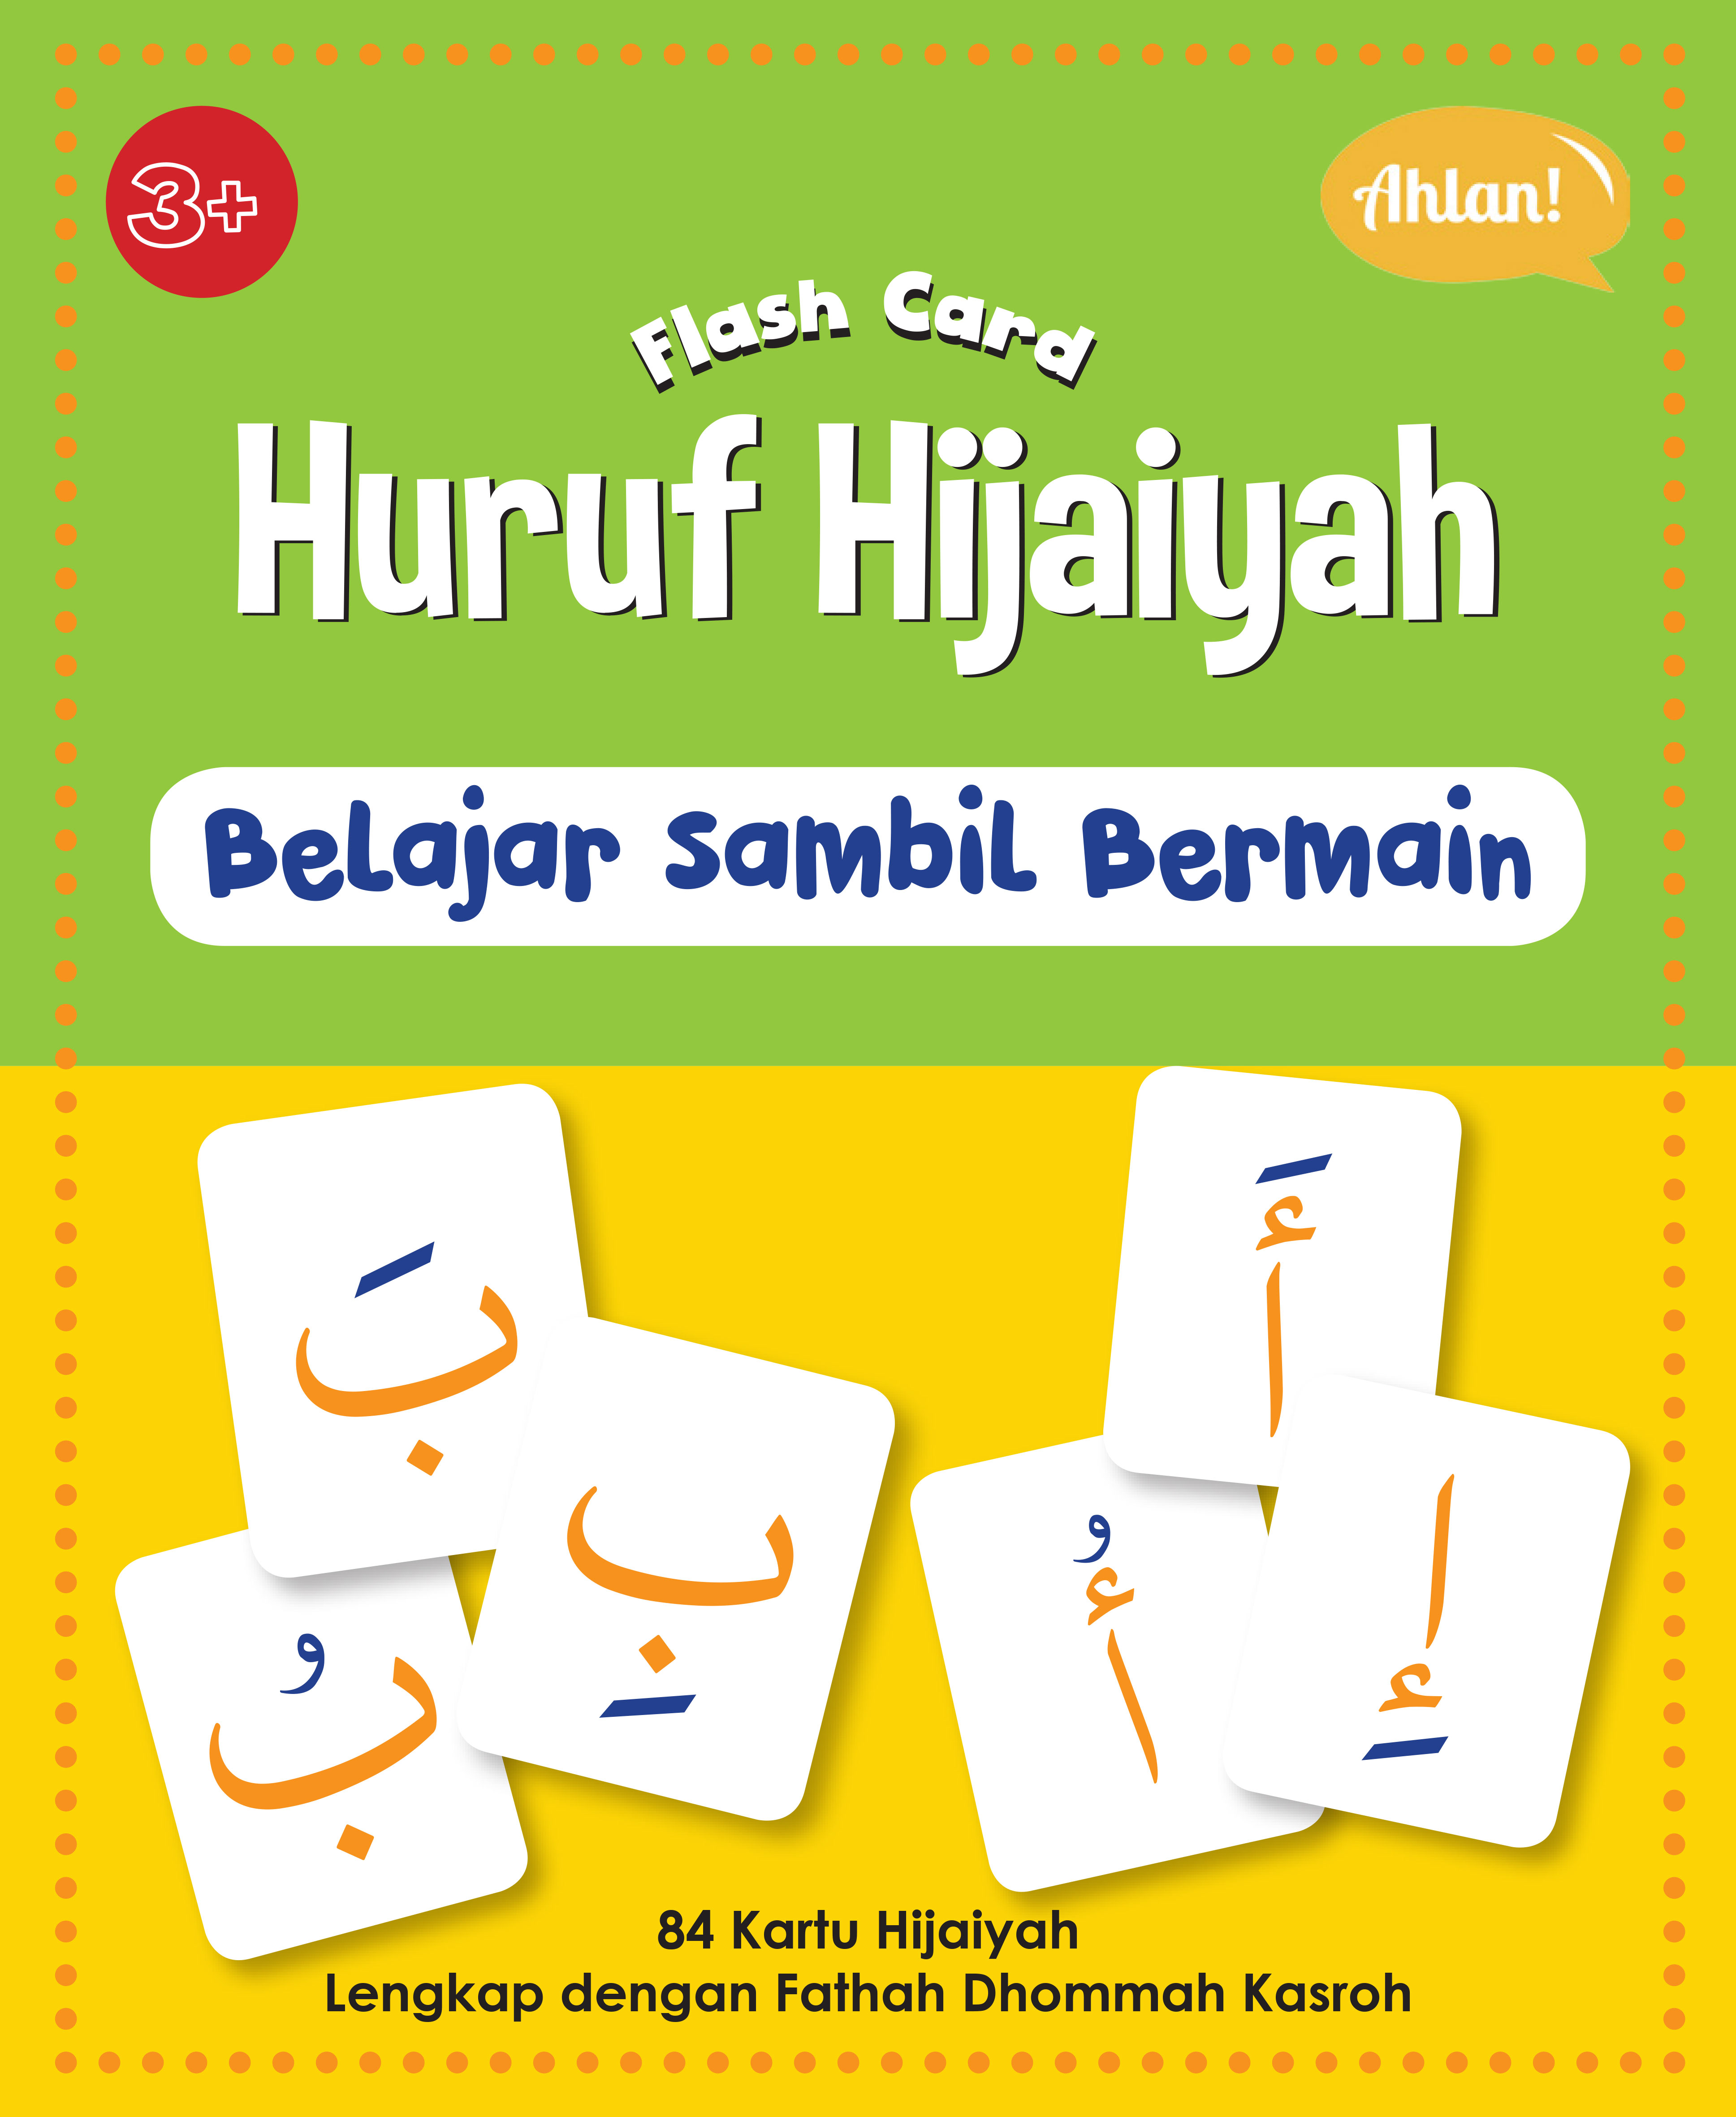 3+
Ahlan!
Flash Card
Huruf Hijaiyah
Belajar Sambil Bermain
بَ
أَ
بِ
إِ
أُ
بُ
84 Kartu Hijaiyah
Lengkap dengan Fathah Dhommah Kasroh